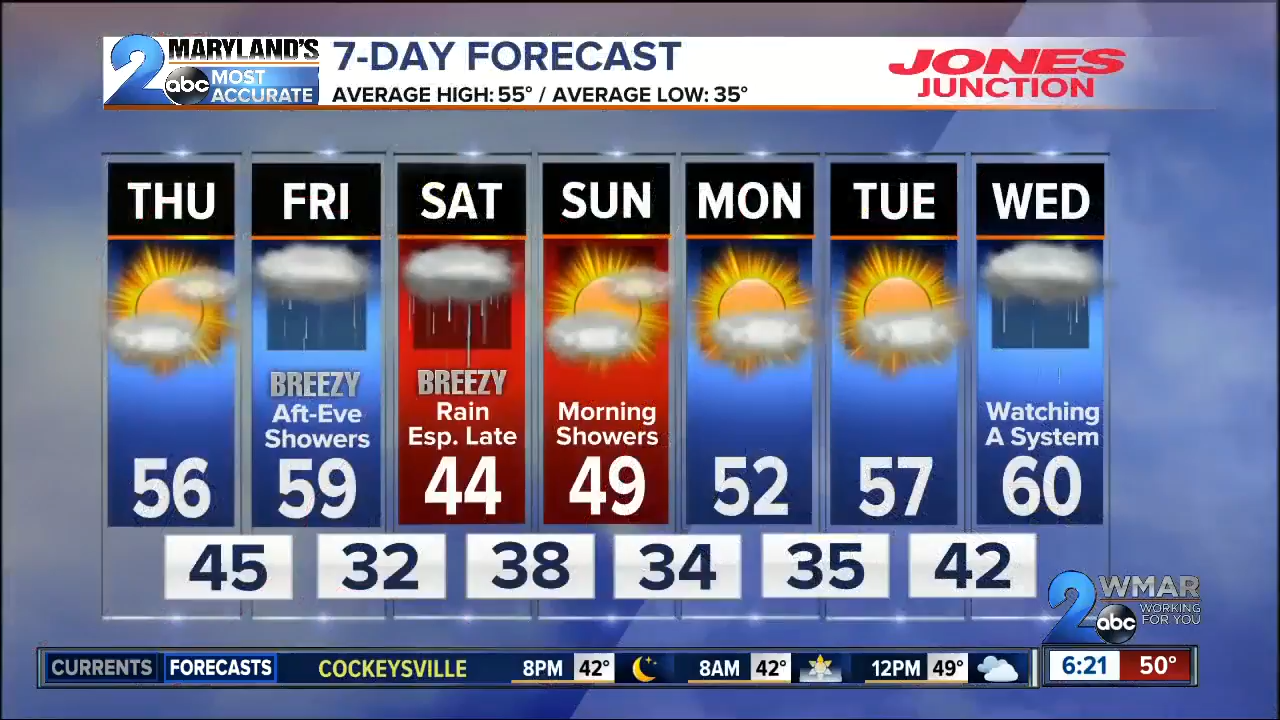 2 MARYLAND'S
abc MOST
ACCURATE
7-DAY FORECAST
AVERAGE HIGH: 55° / AVERAGE LOW: 35°
JONES
JUNCTION
THU FRI SAT SUN MON TUE WED
BREEZY BREEZY
Aft-Eve Rain Morning Watching
Showers Esp. Late Showers A System
56 59 44 49 52 57 60
45 32 38 34 35 42
2 WMAR
abc WORKING
FOR YOU
CURRENTS FORECASTS COCKEYSVILLE 8PM 42° 8AM 42° 12PM 49° 6:21 50°